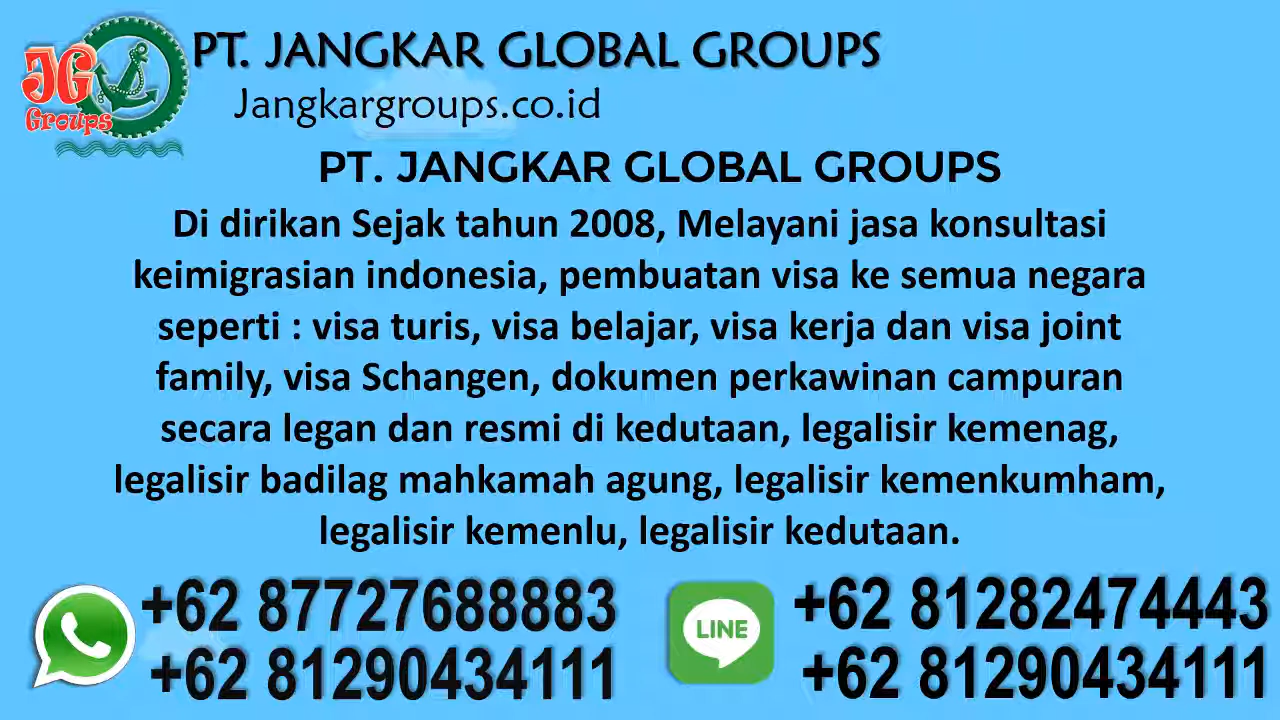 JG
Groups
PT. JANGKAR GLOBAL GROUPS
Jangkargroups.co.id
PT. JANGKAR GLOBAL GROUPS
Di dirikan Sejak tahun 2008, Melayani jasa konsultasi
keimigrasian indonesia, pembuatan visa ke semua negara
seperti : visa turis, visa belajar, visa kerja dan visa joint
family, visa Schangen, dokumen perkawinan campuran
secara legan dan resmi di kedutaan, legalisir kemenag,
legalisir badilag mahkamah agung, legalisir kemenkumham,
legalisir kemenlu, legalisir kedutaan.
+62 87727688883
+62 81290434111
LINE
+62 81282474443
+62 81290434111